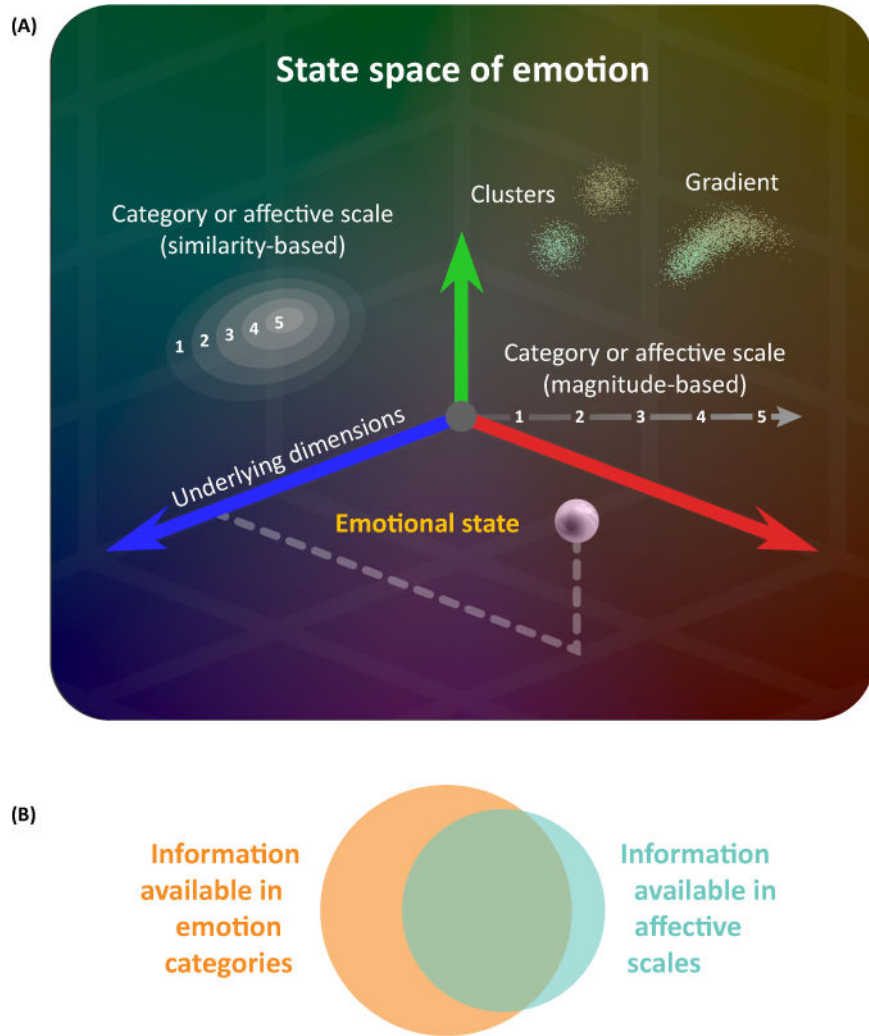 (A)
State space of emotion
Clusters
Gradient
Category or affective scale
(similarity-based)
1 2 3 4 5
Category or affective scale
(magnitude-based)
1 2 3 4 5
Underlying dimensions
Emotional state
(B)
Information
available in
emotion
categories
Information
available in
affective
scales